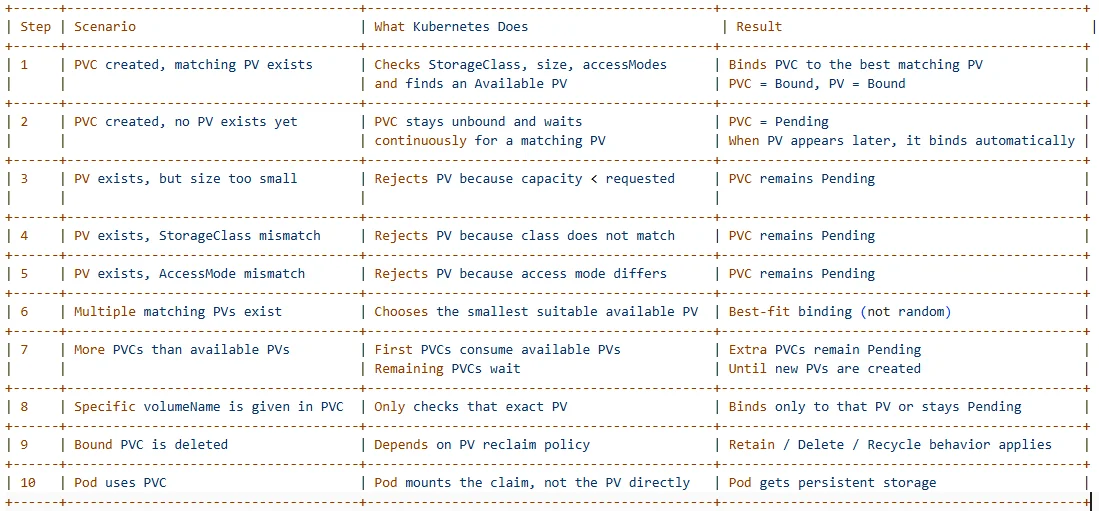 +------+-------------------------------------+--------------------------------------------+----------------------------------------------+
| Step | Scenario                            | What Kubernetes Does                        | Result                                       |
+------+-------------------------------------+--------------------------------------------+----------------------------------------------+
| 1    | PVC created, matching PV exists     | Checks StorageClass, size, accessModes     | Binds PVC to the best matching PV            |
|      |                                     | and finds an Available PV                  | PVC = Bound, PV = Bound                      |
+------+-------------------------------------+--------------------------------------------+----------------------------------------------+
| 2    | PVC created, no PV exists yet       | PVC stays unbound and waits                | PVC = Pending                                |
|      |                                     | continuously for a matching PV             | When PV appears later, it binds automatically |
+------+-------------------------------------+--------------------------------------------+----------------------------------------------+
| 3    | PV exists, but size too small       | Rejects PV because capacity < requested    | PVC remains Pending                          |
|      |                                     |                                            |                                              |
+------+-------------------------------------+--------------------------------------------+----------------------------------------------+
| 4    | PV exists, StorageClass mismatch    | Rejects PV because class does not match    | PVC remains Pending                          |
+------+-------------------------------------+--------------------------------------------+----------------------------------------------+
| 5    | PV exists, AccessMode mismatch      | Rejects PV because access mode differs     | PVC remains Pending                          |
+------+-------------------------------------+--------------------------------------------+----------------------------------------------+
| 6    | Multiple matching PVs exist         | Chooses the smallest suitable available PV | Best-fit binding (not random)                |
+------+-------------------------------------+--------------------------------------------+----------------------------------------------+
| 7    | More PVCs than available PVs        | First PVCs consume available PVs           | Extra PVCs remain Pending                    |
|      |                                     | Remaining PVCs wait                        | Until new PVs are created                    |
+------+-------------------------------------+--------------------------------------------+----------------------------------------------+
| 8    | Specific volumeName is given in PVC | Only checks that exact PV                  | Binds only to that PV or stays Pending       |
+------+-------------------------------------+--------------------------------------------+----------------------------------------------+
| 9    | Bound PVC is deleted                | Depends on PV reclaim policy               | Retain / Delete / Recycle behavior applies   |
+------+-------------------------------------+--------------------------------------------+----------------------------------------------+
| 10   | Pod uses PVC                        | Pod mounts the claim, not the PV directly  | Pod gets persistent storage                  |
+------+-------------------------------------+--------------------------------------------+----------------------------------------------+